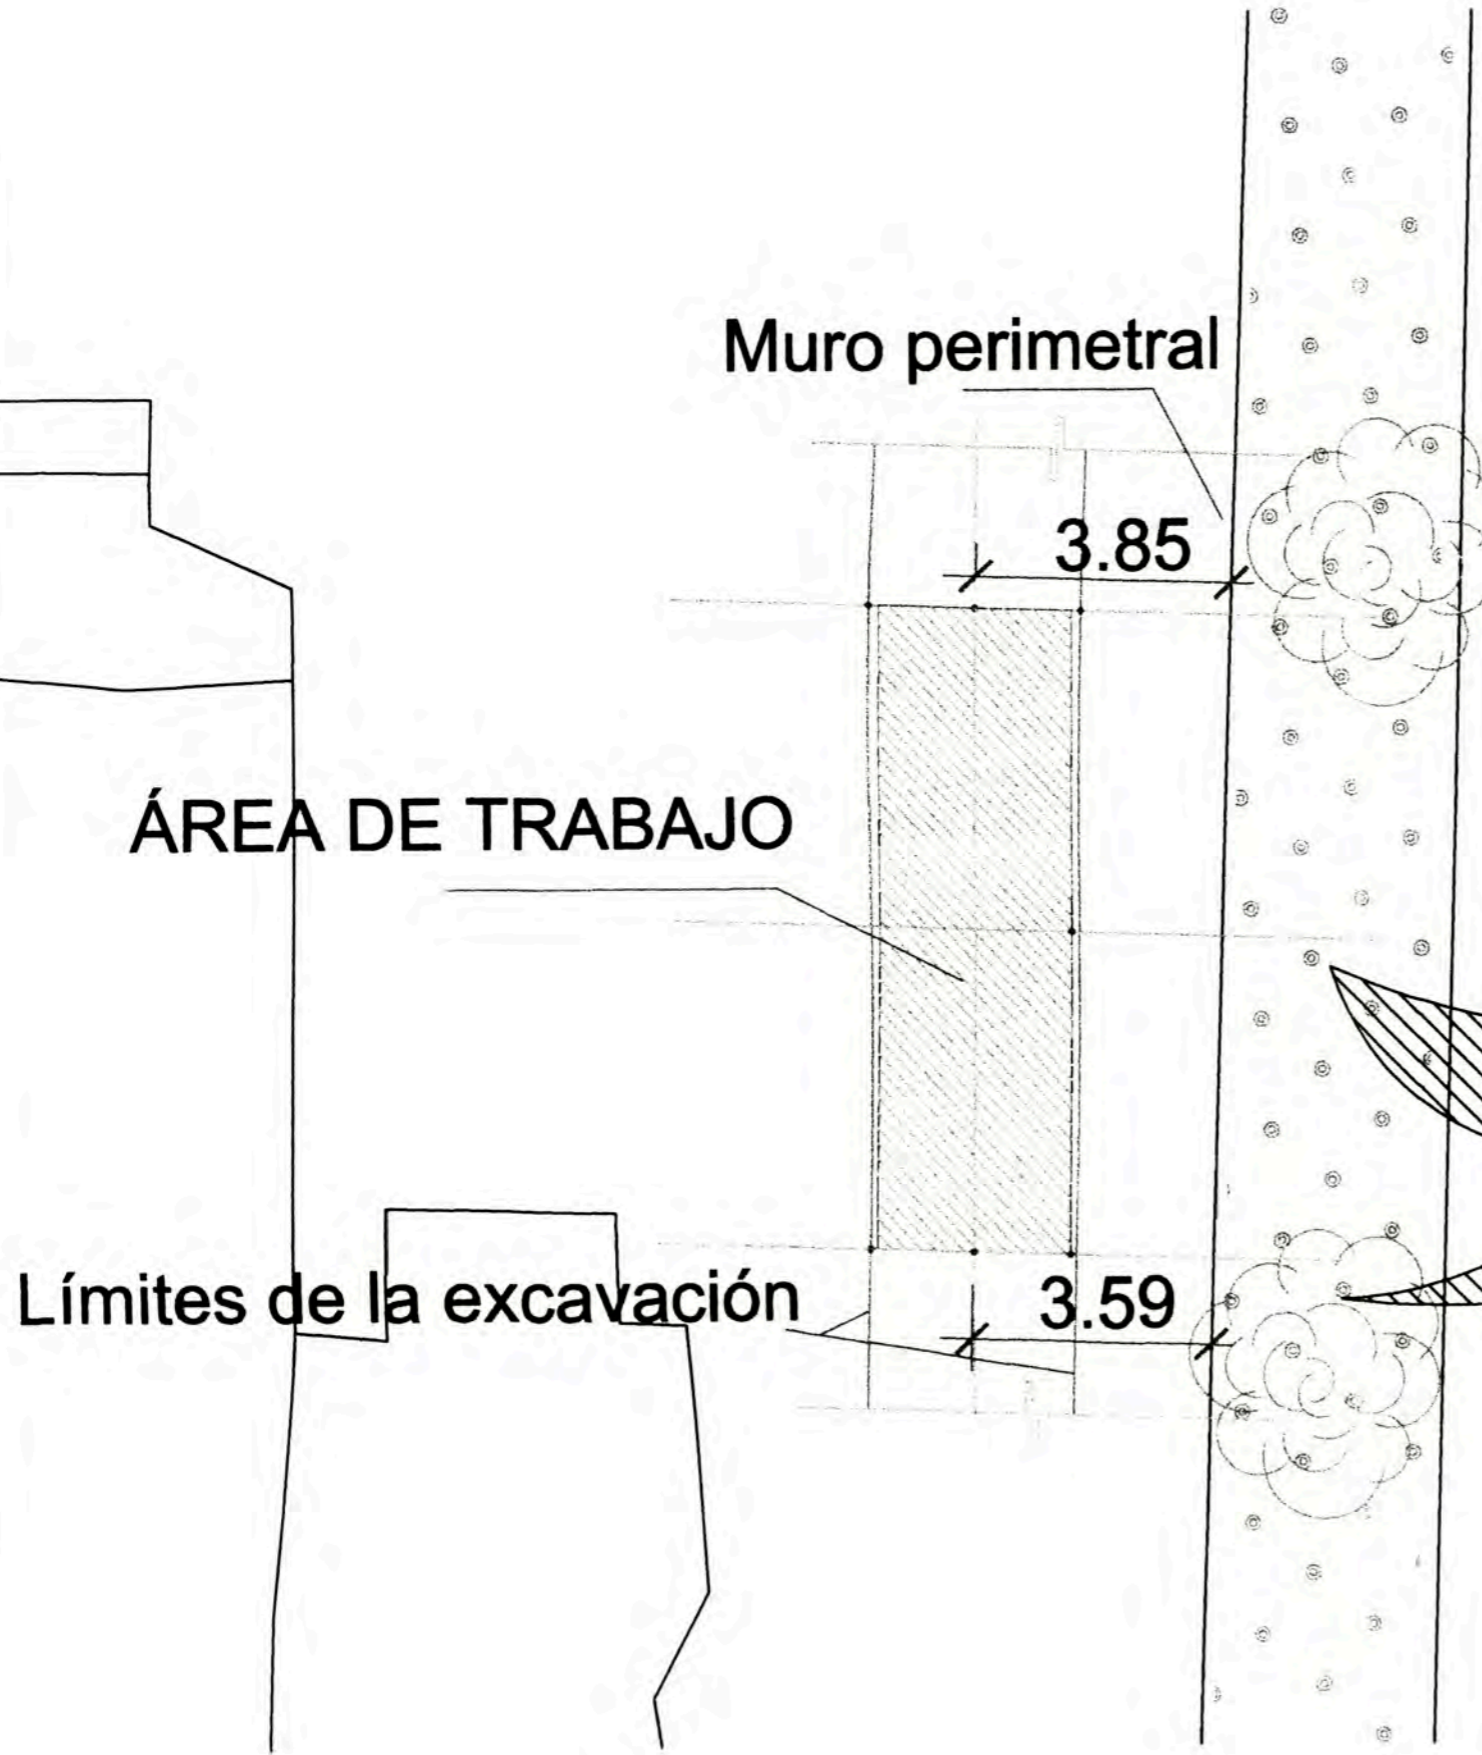 Muro perimetral
3.85
ÁREA DE TRABAJO
Límites de la excavación
3.59